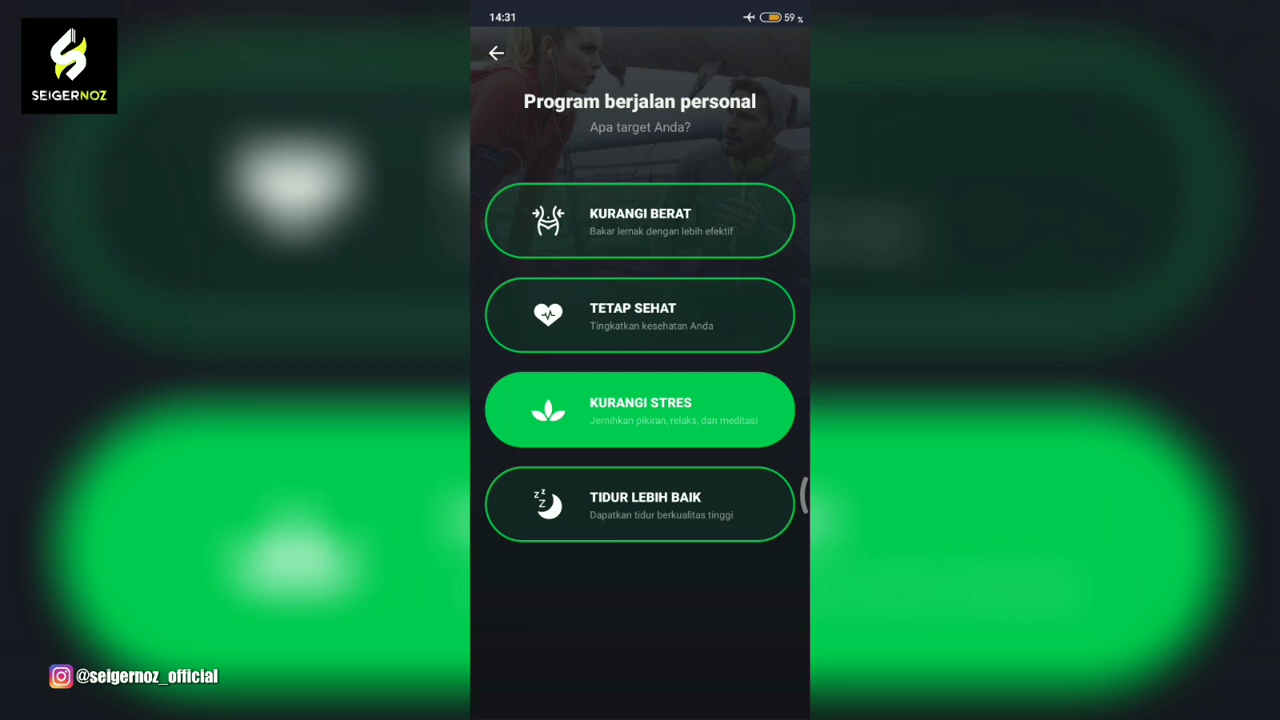 SEIGERNOZ
14:31
59 %
Program berjalan personal
Apa target Anda?
KURANGI BERAT
Bakar lemak dengan lebih efektif
TETAP SEHAT
Tingkatkan kesehatan Anda
KURANGI STRES
Jernihkan pikiran, relaks, dan meditasi
z z z
TIDUR LEBIH BAIK
Dapatkan tidur berkualitas tinggi
@seigernoz_official